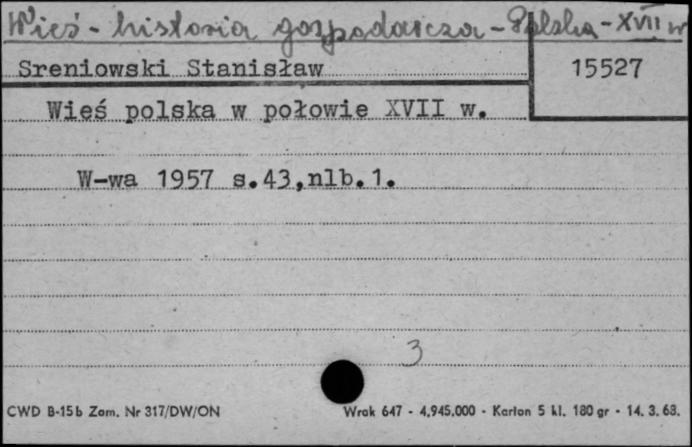 Wieś - historia gospodarcza - Polska - XVII w
Sreniowski Stanisław
15527
Wieś polska w połowie XVII w.
W-wa 1957 s.43,nlb.1.
3
CWD B-15b Zam. Nr 317/DW/ON
Wrok 647 - 4,945.000 - Karton 5 kl. 180 gr - 14. 3. 68.